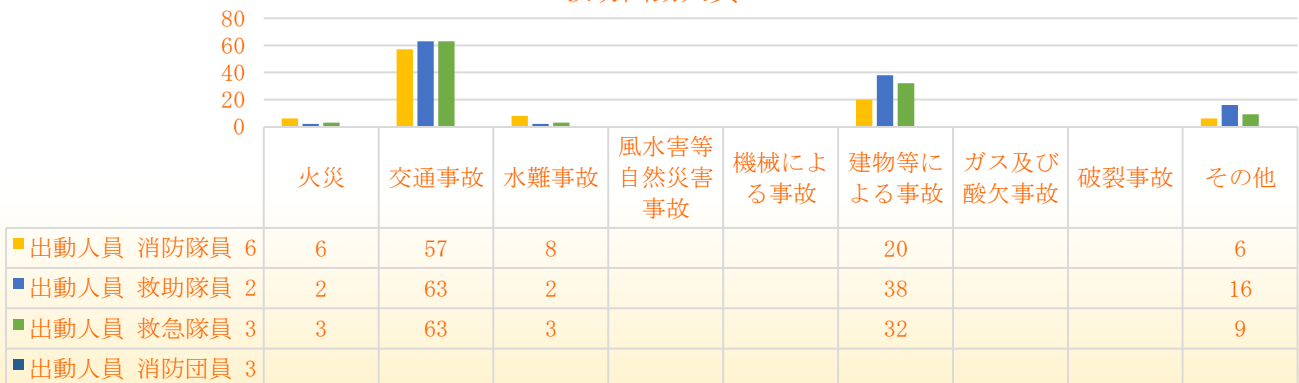 80
60
40
20
0
火災
交通事故
水難事故
風水害等
自然災害
事故
機械によ
る事故
建物等に
よる事故
ガス及び
酸欠事故
破裂事故
その他
出動人員 消防隊員 6 6 57 8 20 6
出動人員 救助隊員 2 2 63 2 38 16
出動人員 救急隊員 3 3 63 3 32 9
出動人員 消防団員 3